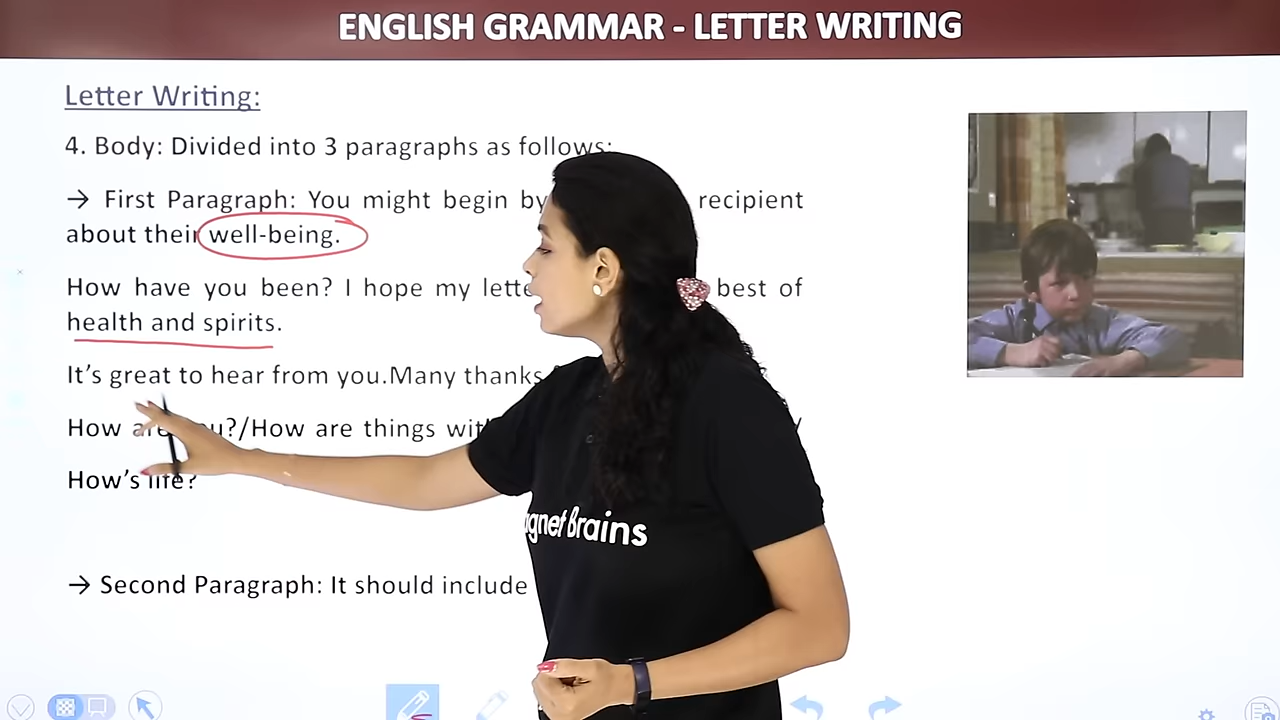 ENGLISH GRAMMAR - LETTER WRITING
Letter Writing:
4. Body: Divided into 3 paragraphs as follows:
→ First Paragraph: You might begin by recipient
about their well-being.
How have you been? I hope my best of
health and spirits.
It's great to hear from you.Many thanks
How are you?/How are things
How's life?
→ Second Paragraph: It should include
Brains